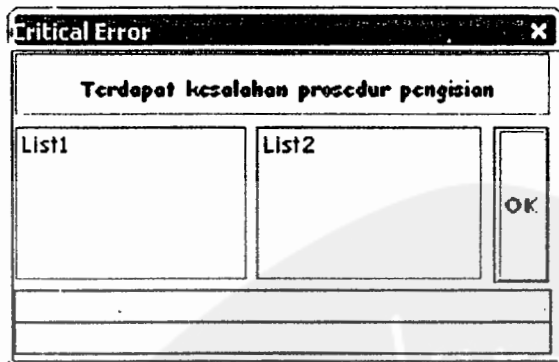 Critical Error
Terdapat kesalahan prosedur pengisian
List1
List2
OK